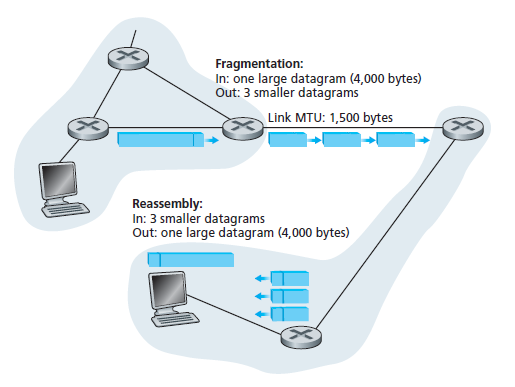 Fragmentation:
In: one large datagram (4,000 bytes)
Out: 3 smaller datagrams
Link MTU: 1,500 bytes
Reassembly:
In: 3 smaller datagrams
Out: one large datagram (4,000 bytes)